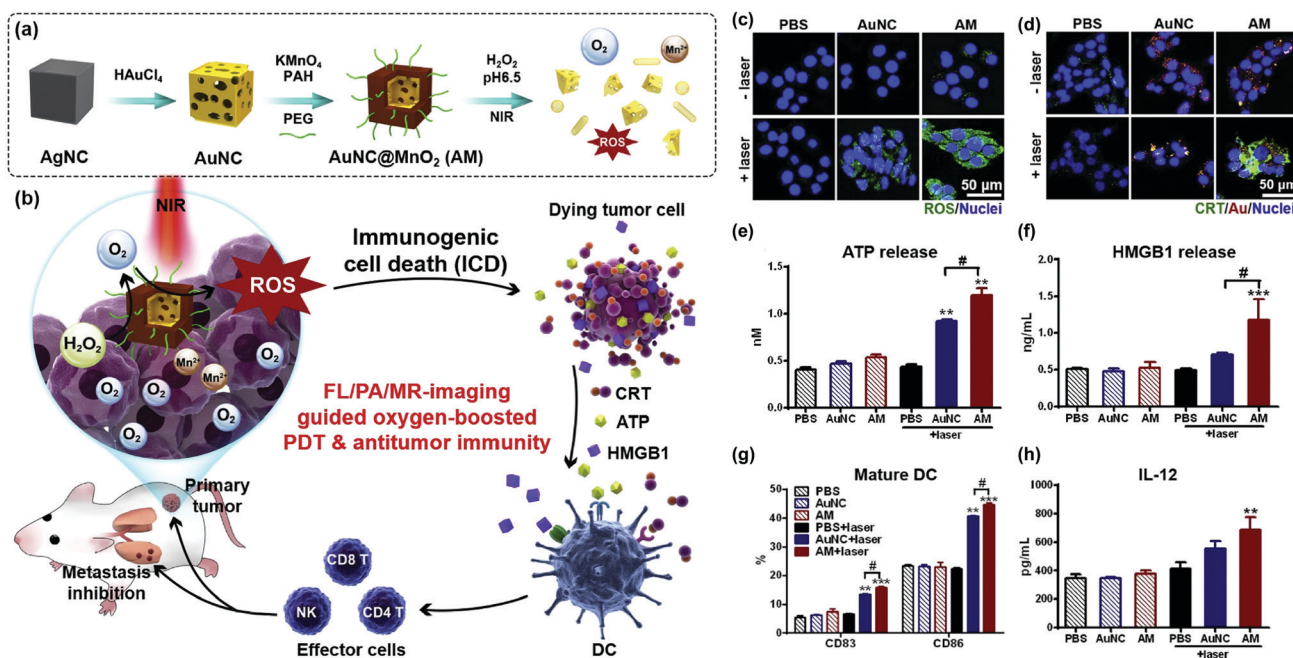 (a)
AgNC
HAuCl₄
AuNC
KMnO₄
PAH
PEG
AuNC@MnO₂ (AM)
H₂O₂
pH6.5
NIR
O₂
Mn²⁺
ROS
(b)
NIR
O₂
ROS
H₂O₂
Mn²⁺
Mn²⁺
O₂
O₂
O₂
O₂
O₂
Immunogenic
cell death (ICD)
Dying tumor cell
FL/PA/MR-imaging
guided oxygen-boosted
PDT & antitumor immunity
CRT
ATP
HMGB1
DC
CD8 T
NK
CD4 T
Effector cells
Primary
tumor
Metastasis
inhibition
(c)
PBS AuNC AM
- laser
+ laser
50 µm
ROS/Nuclei
(d)
PBS AuNC AM
- laser
+ laser
50 µm
CRT/Au/Nuclei
(e)
ATP release
nM
1.5
1.0
0.5
0.0
#
**
**
PBS AuNC AM PBS AuNC AM
+laser
(f)
HMGB1 release
ng/mL
2.0
1.5
1.0
0.5
0.0
#
***
PBS AuNC AM PBS AuNC AM
+laser
(g)
Mature DC
%
50
40
30
20
10
0
PBS
AuNC
AM
PBS+laser
AuNC+laser
AM+laser
#
** ***
#
** ***
CD83 CD86
(h)
IL-12
pg/mL
1000
800
600
400
200
0
**
PBS AuNC AM PBS AuNC AM
+laser